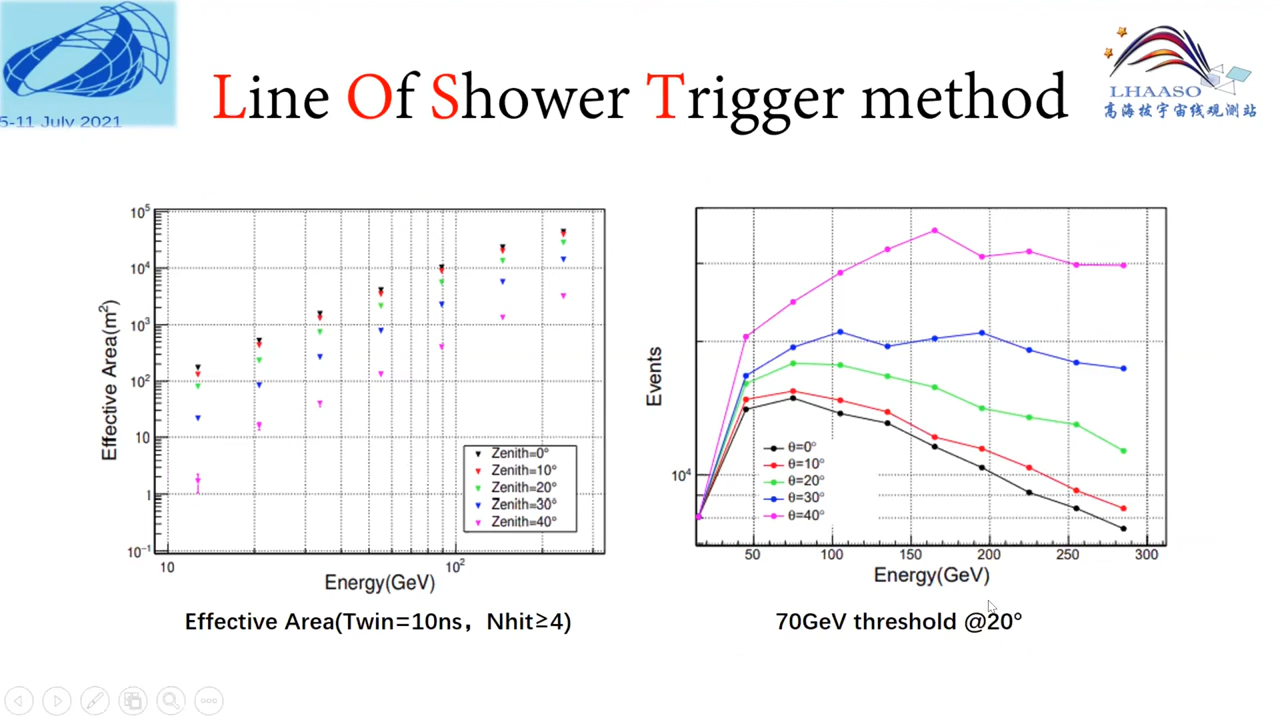 5-11 July 2021
Line Of Shower Trigger method
LHAASO
高海拔宇宙线观测站
10⁵
10⁴
10³
10²
10
1
10⁻¹
Effective Area(m²)
Zenith=0°
Zenith=10°
Zenith=20°
Zenith=30°
Zenith=40°
10
10²
Energy(GeV)
Effective Area(Twin=10ns，Nhit≥4)
Events
10⁴
θ=0°
θ=10°
θ=20°
θ=30°
θ=40°
50 100 150 200 250 300
Energy(GeV)
70GeV threshold @20°